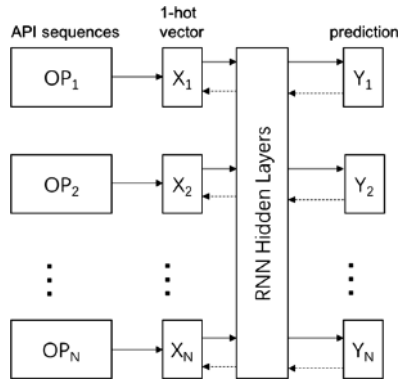 API sequences
1-hot
vector
prediction
OP1
X1
Y1
OP2
X2
Y2
RNN Hidden Layers
OPN
XN
YN